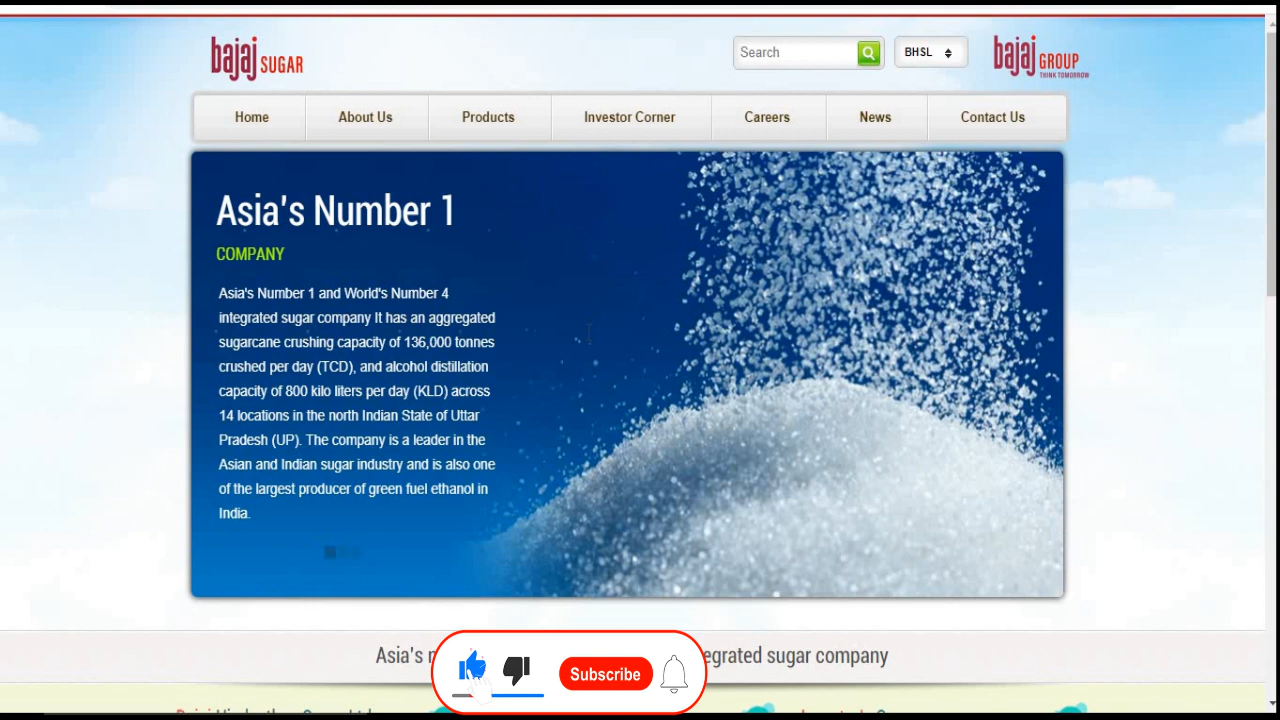 bajaj SUGAR
Search
BHSL
bajaj GROUP
THINK TOMORROW
Home
About Us
Products
Investor Corner
Careers
News
Contact Us
Asia's Number 1
COMPANY
Asia's Number 1 and World's Number 4
integrated sugar company It has an aggregated
sugarcane crushing capacity of 136,000 tonnes
crushed per day (TCD), and alcohol distillation
capacity of 800 kilo liters per day (KLD) across
14 locations in the north Indian State of Uttar
Pradesh (UP). The company is a leader in the
Asian and Indian sugar industry and is also one
of the largest producer of green fuel ethanol in
India.
Asia's
egrated sugar company
Subscribe